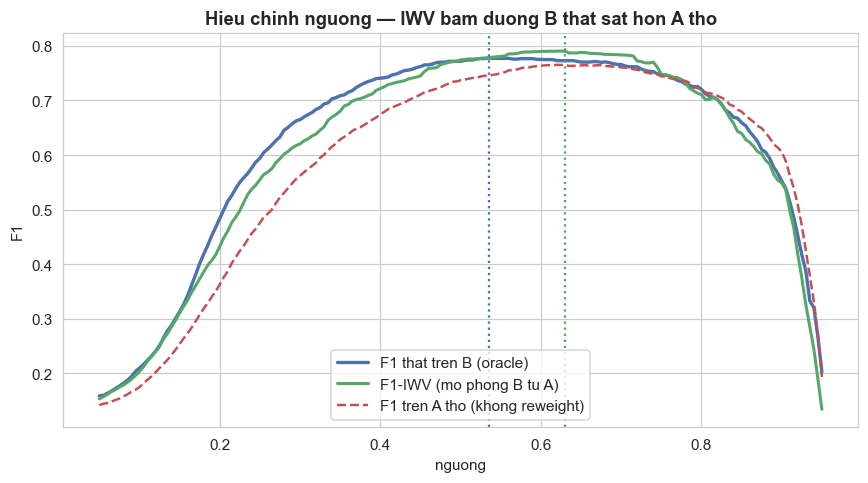 Hieu chinh nguong — IWV bam duong B that sat hon A tho
0.8
0.7
0.6
0.5
0.4
0.3
0.2
F1
F1 that tren B (oracle)
F1-IWV (mo phong B tu A)
F1 tren A tho (khong reweight)
0.2 0.4 0.6 0.8
nguong